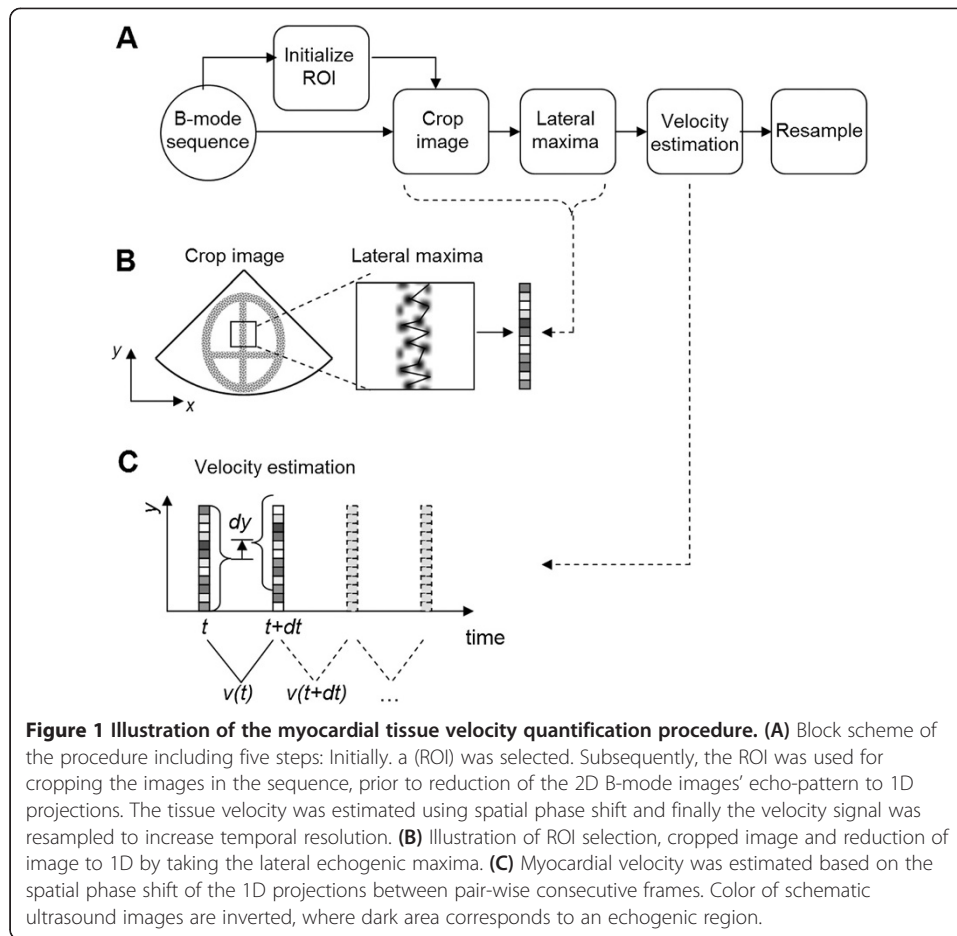 A
Initialize
ROI
B-mode
sequence
Crop
image
Lateral
maxima
Velocity
estimation
Resample
B
Crop image
Lateral maxima
y
x
C
Velocity estimation
y
dy
t
t+dt
time
v(t)
v(t+dt)
...
Figure 1 Illustration of the myocardial tissue velocity quantification procedure. (A) Block scheme of
the procedure including five steps: Initially. a (ROI) was selected. Subsequently, the ROI was used for
cropping the images in the sequence, prior to reduction of the 2D B-mode images' echo-pattern to 1D
projections. The tissue velocity was estimated using spatial phase shift and finally the velocity signal was
resampled to increase temporal resolution. (B) Illustration of ROI selection, cropped image and reduction of
image to 1D by taking the lateral echogenic maxima. (C) Myocardial velocity was estimated based on the
spatial phase shift of the 1D projections between pair-wise consecutive frames. Color of schematic
ultrasound images are inverted, where dark area corresponds to an echogenic region.